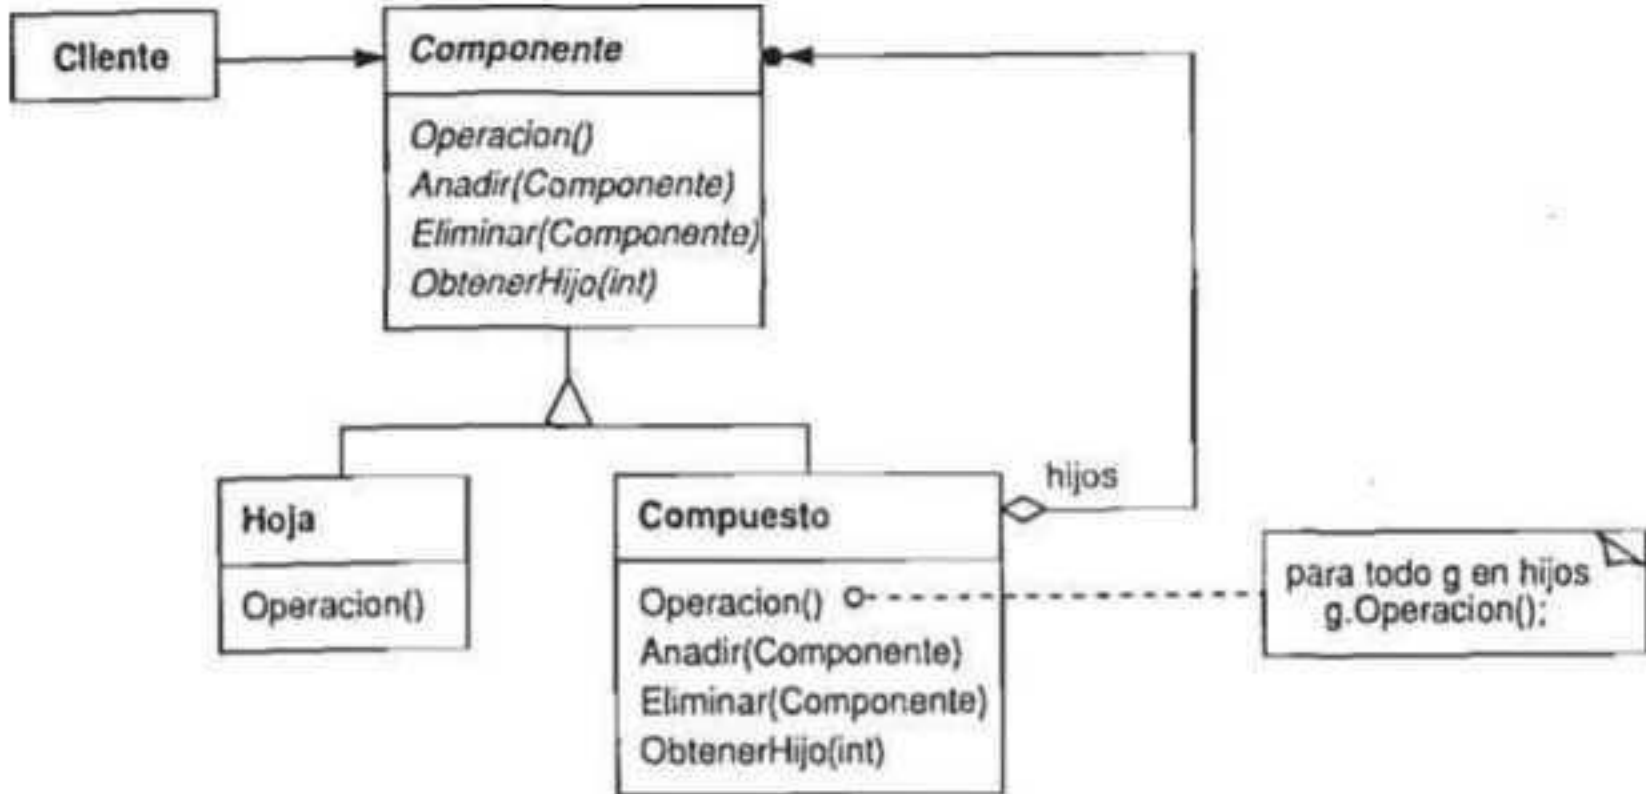 Cliente
Componente
Operacion()
Anadir(Componente)
Eliminar(Componente)
ObtenerHijo(int)
hijos
Hoja
Operacion()
Compuesto
Operacion()
Anadir(Componente)
Eliminar(Componente)
ObtenerHijo(int)
para todo g en hijos
g.Operacion();